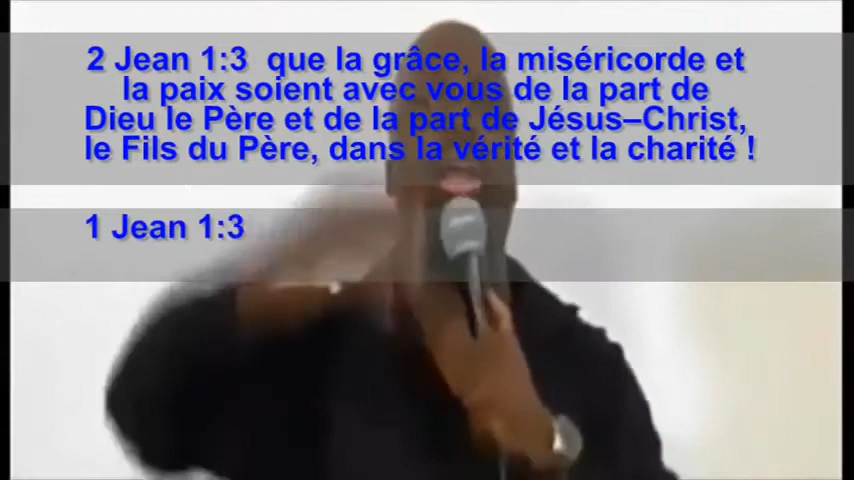 2 Jean 1:3 que la grâce, la miséricorde et
la paix soient avec vous de la part de
Dieu le Père et de la part de Jésus–Christ,
le Fils du Père, dans la vérité et la charité !
1 Jean 1:3